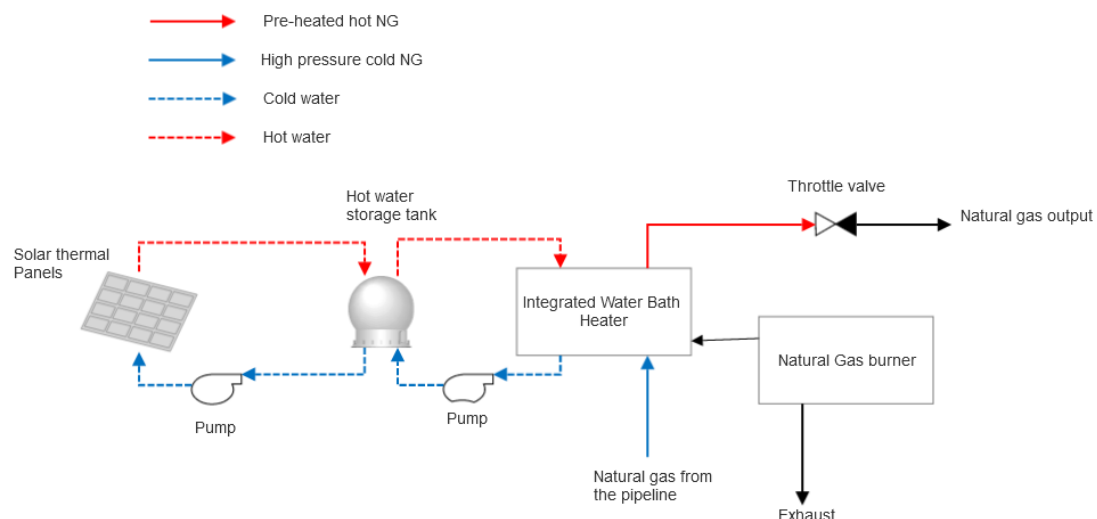 Pre-heated hot NG
High pressure cold NG
Cold water
Hot water
Throttle valve
Hot water
storage tank
Natural gas output
Solar thermal
Panels
Integrated Water Bath
Heater
Natural Gas burner
Pump
Pump
Natural gas from
the pipeline
Exhaust